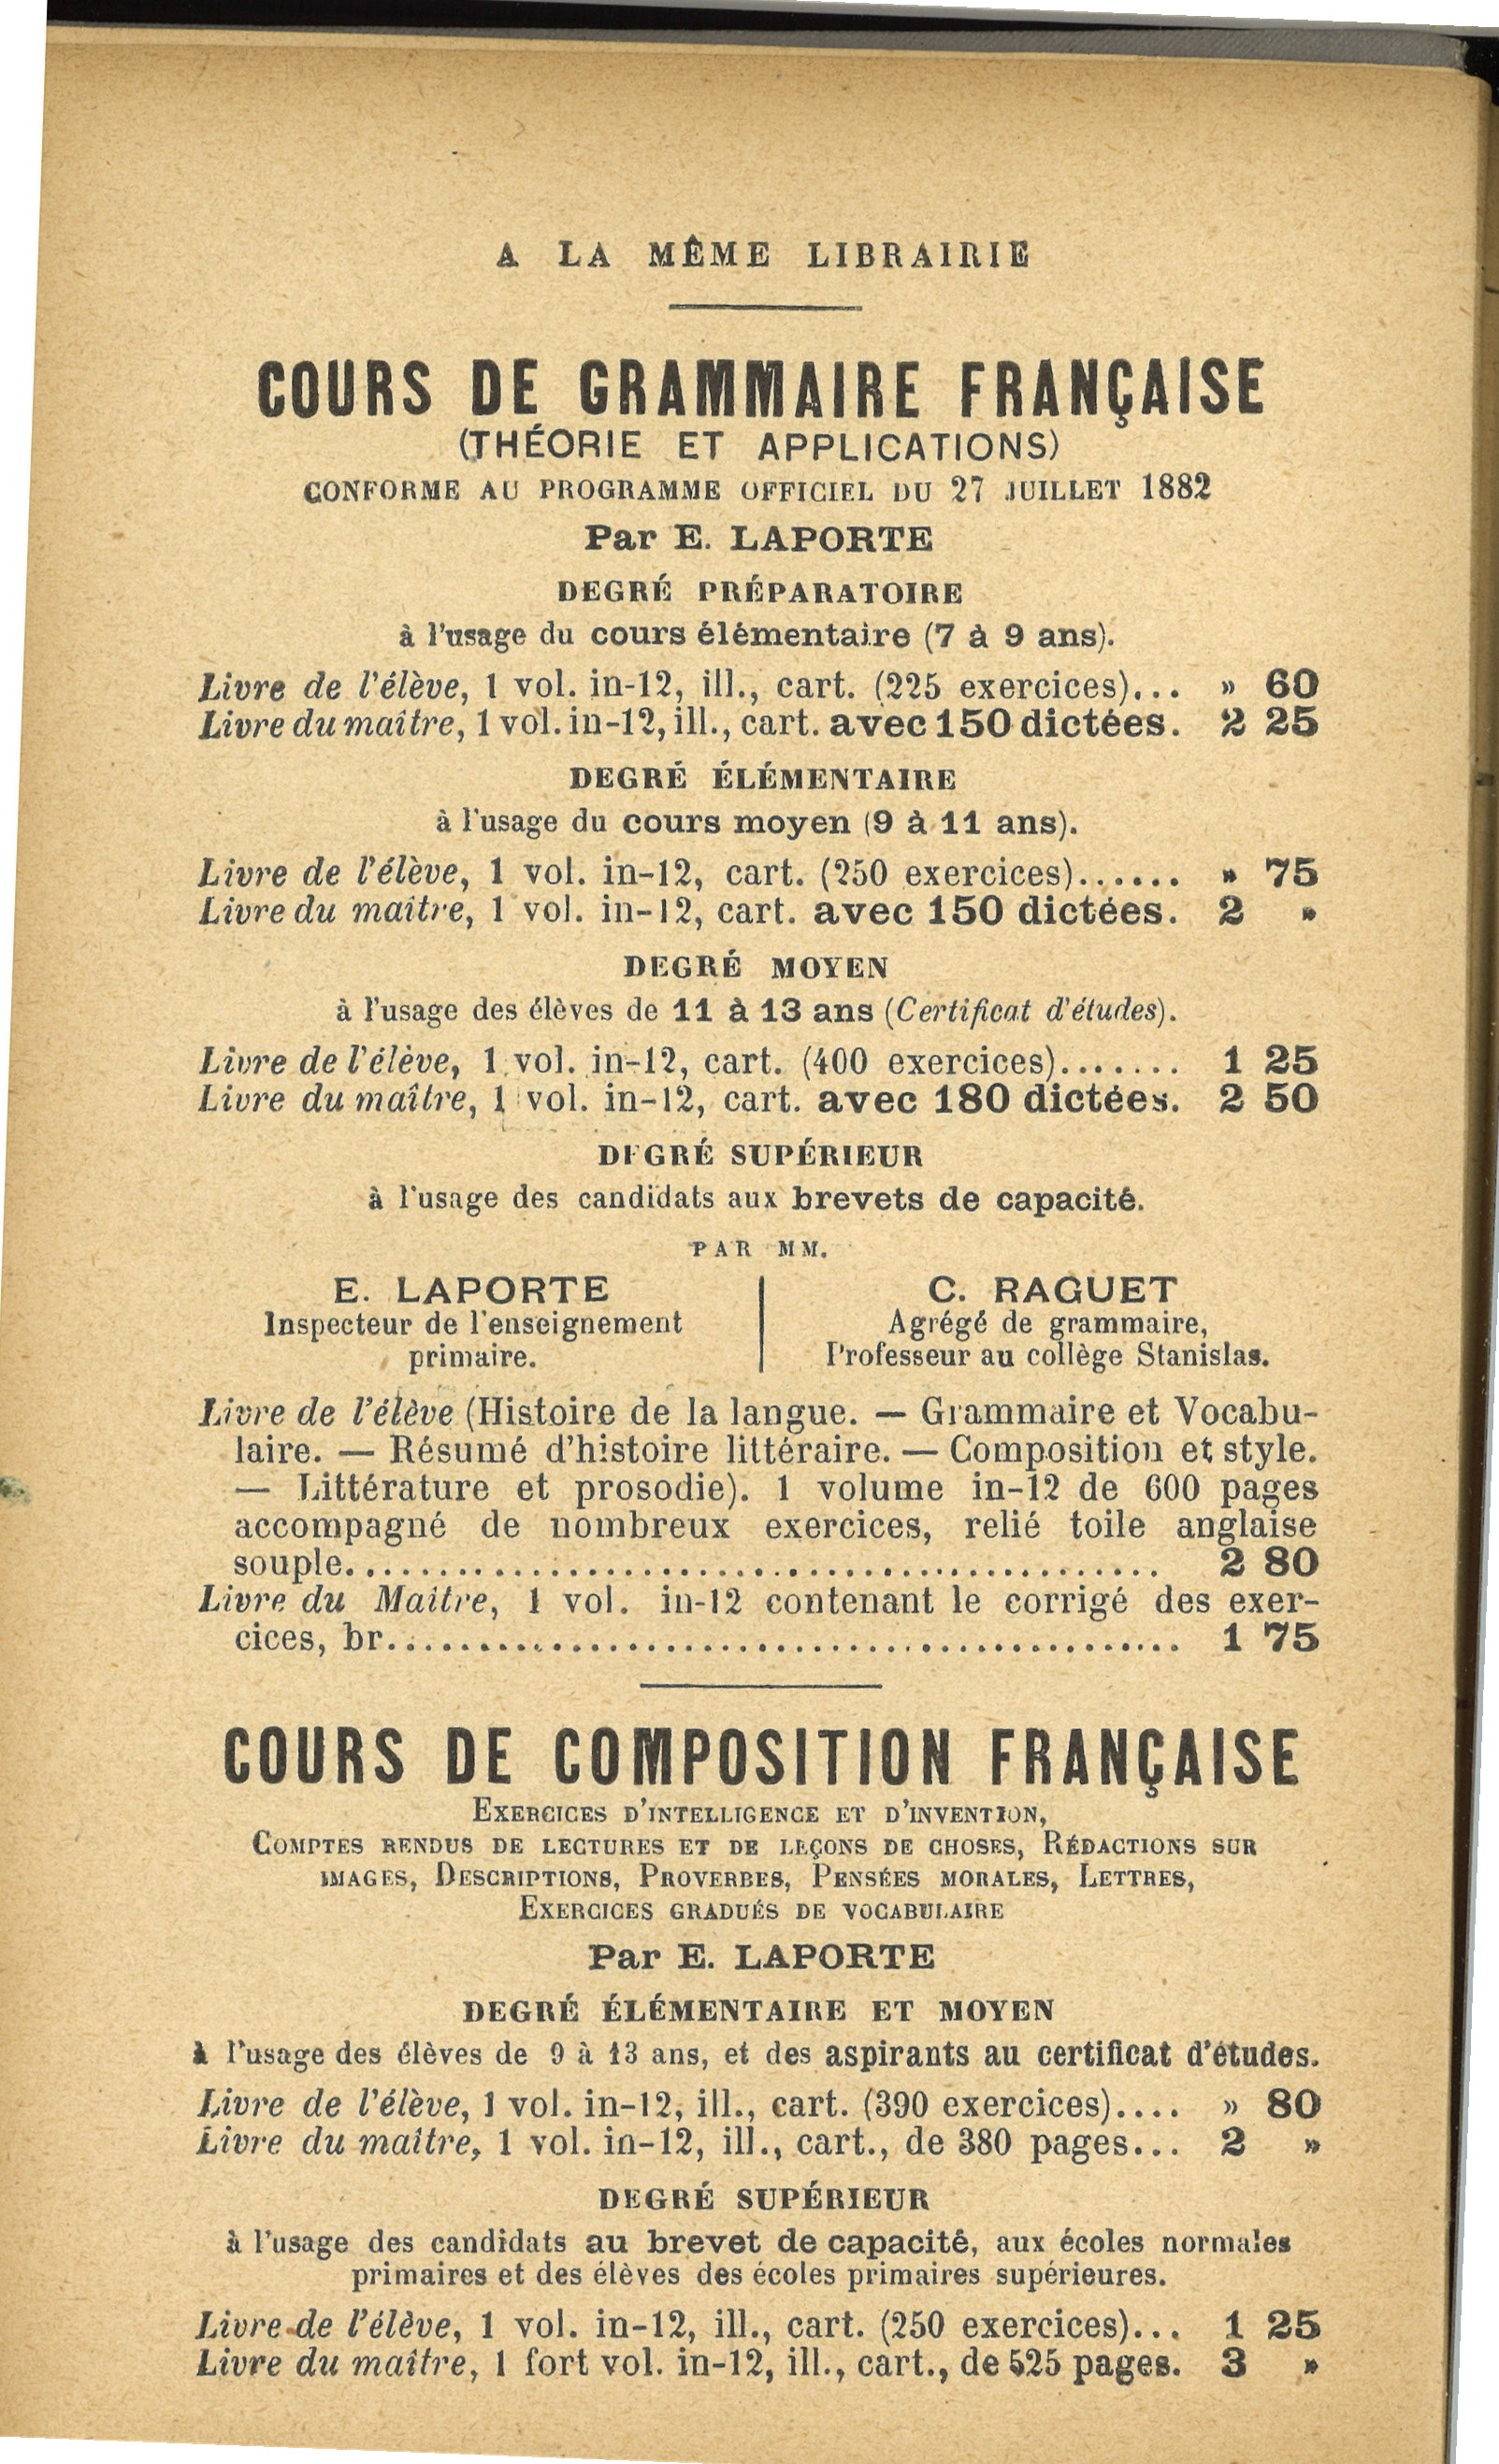 A LA MÊME LIBRAIRIE
COURS DE GRAMMAIRE FRANÇAISE
(THÉORIE ET APPLICATIONS)
CONFORME AU PROGRAMME OFFICIEL DU 27 JUILLET 1882
Par E. LAPORTE
DEGRÉ PRÉPARATOIRE
à l'usage du cours élémentaire (7 à 9 ans).
Livre de l'élève, 1 vol. in-12, ill., cart. (225 exercices)... » 60
Livre du maître, 1 vol. in-12, ill., cart. avec 150 dictées. 2 25
DEGRÉ ÉLÉMENTAIRE
à l'usage du cours moyen (9 à 11 ans).
Livre de l'élève, 1 vol. in-12, cart. (250 exercices)...... » 75
Livre du maître, 1 vol. in-12, cart. avec 150 dictées. 2 »
DEGRÉ MOYEN
à l'usage des élèves de 11 à 13 ans (Certificat d'études).
Livre de l'élève, 1 vol. in-12, cart. (400 exercices)....... 1 25
Livre du maître, 1 vol. in-12, cart. avec 180 dictées. 2 50
DEGRÉ SUPÉRIEUR
à l'usage des candidats aux brevets de capacité.
PAR MM.
E. LAPORTE C. RAGUET
Inspecteur de l'enseignement Agrégé de grammaire,
primaire. Professeur au collège Stanislas.
Livre de l'élève (Histoire de la langue. — Grammaire et Vocabu-
laire. — Résumé d'histoire littéraire. — Composition et style.
— Littérature et prosodie). 1 volume in-12 de 600 pages
accompagné de nombreux exercices, relié toile anglaise
souple............................................. 2 80
Livre du Maître, 1 vol. in-12 contenant le corrigé des exer-
cices, br............................................ 1 75
COURS DE COMPOSITION FRANÇAISE
EXERCICES D'INTELLIGENCE ET D'INVENTION,
COMPTES RENDUS DE LECTURES ET DE LEÇONS DE CHOSES, RÉDACTIONS SUR
IMAGES, DESCRIPTIONS, PROVERBES, PENSÉES MORALES, LETTRES,
EXERCICES GRADUÉS DE VOCABULAIRE
Par E. LAPORTE
DEGRÉ ÉLÉMENTAIRE ET MOYEN
à l'usage des élèves de 9 à 13 ans, et des aspirants au certificat d'études.
Livre de l'élève, 1 vol. in-12, ill., cart. (390 exercices).... » 80
Livre du maître, 1 vol. in-12, ill., cart., de 380 pages... 2 »
DEGRÉ SUPÉRIEUR
à l'usage des candidats au brevet de capacité, aux écoles normales
primaires et des élèves des écoles primaires supérieures.
Livre de l'élève, 1 vol. in-12, ill., cart. (250 exercices)... 1 25
Livre du maître, 1 fort vol. in-12, ill., cart., de 525 pages. 3 »